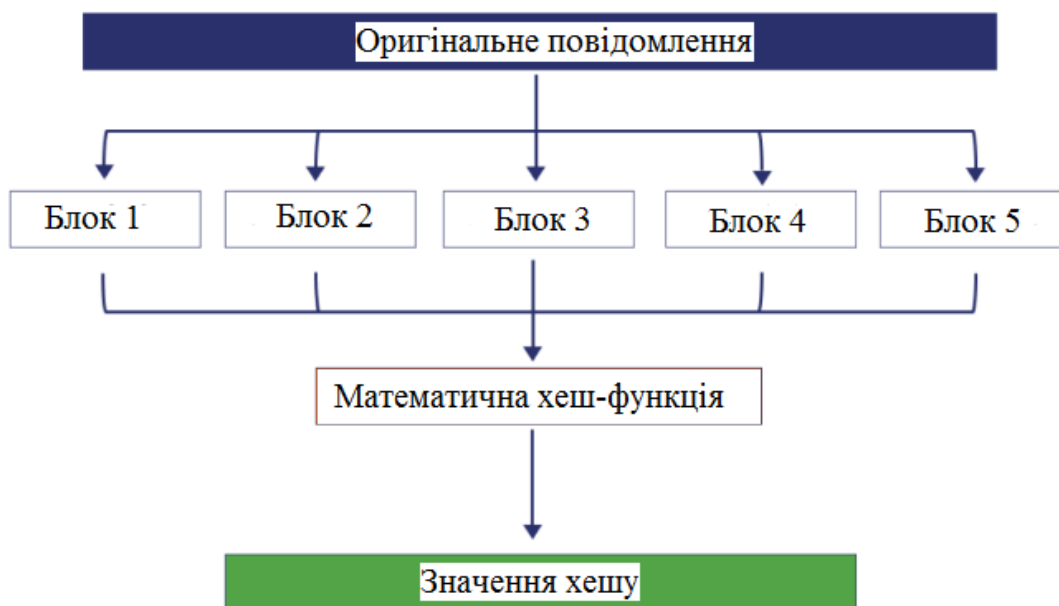 Оригінальне повідомлення
Блок 1
Блок 2
Блок 3
Блок 4
Блок 5
Математична хеш-функція
Значення хешу